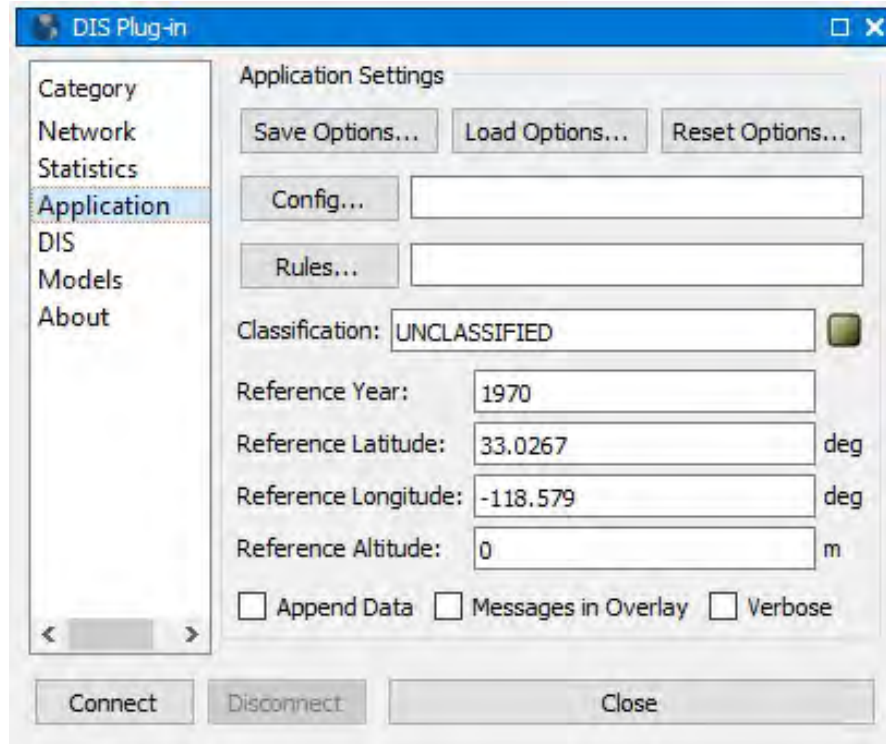 DIS Plug-in
Category
Network
Statistics
Application
DIS
Models
About
Application Settings
Save Options... Load Options... Reset Options...
Config...
Rules...
Classification: UNCLASSIFIED
Reference Year: 1970
Reference Latitude: 33.0267 deg
Reference Longitude: -118.579 deg
Reference Altitude: 0 m
Append Data Messages in Overlay Verbose
Connect Disconnect Close